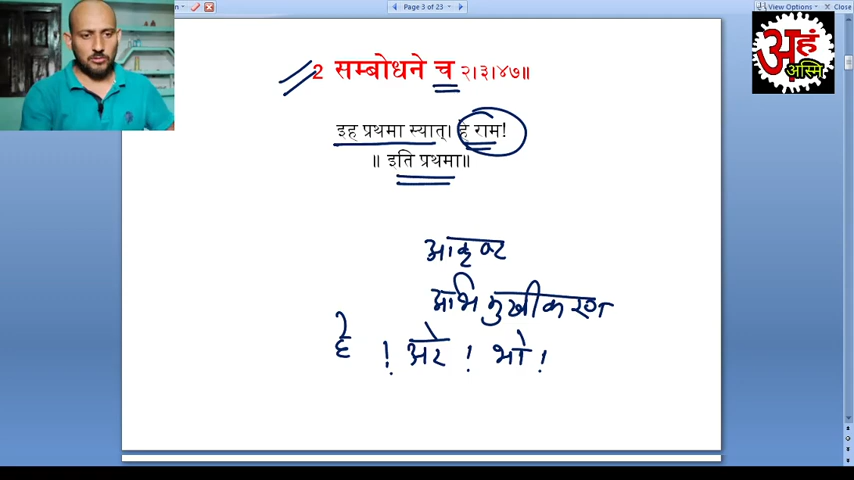 Page 3 of 23
View Options
Close
2 सम्बोधने च २।३।४७॥
इह प्रथमा स्यात्। हे राम!
॥ इति प्रथमा॥
आकृष्ट
अभिमुखीकरण
हे ! अरे ! भो !
अहं
अस्मि